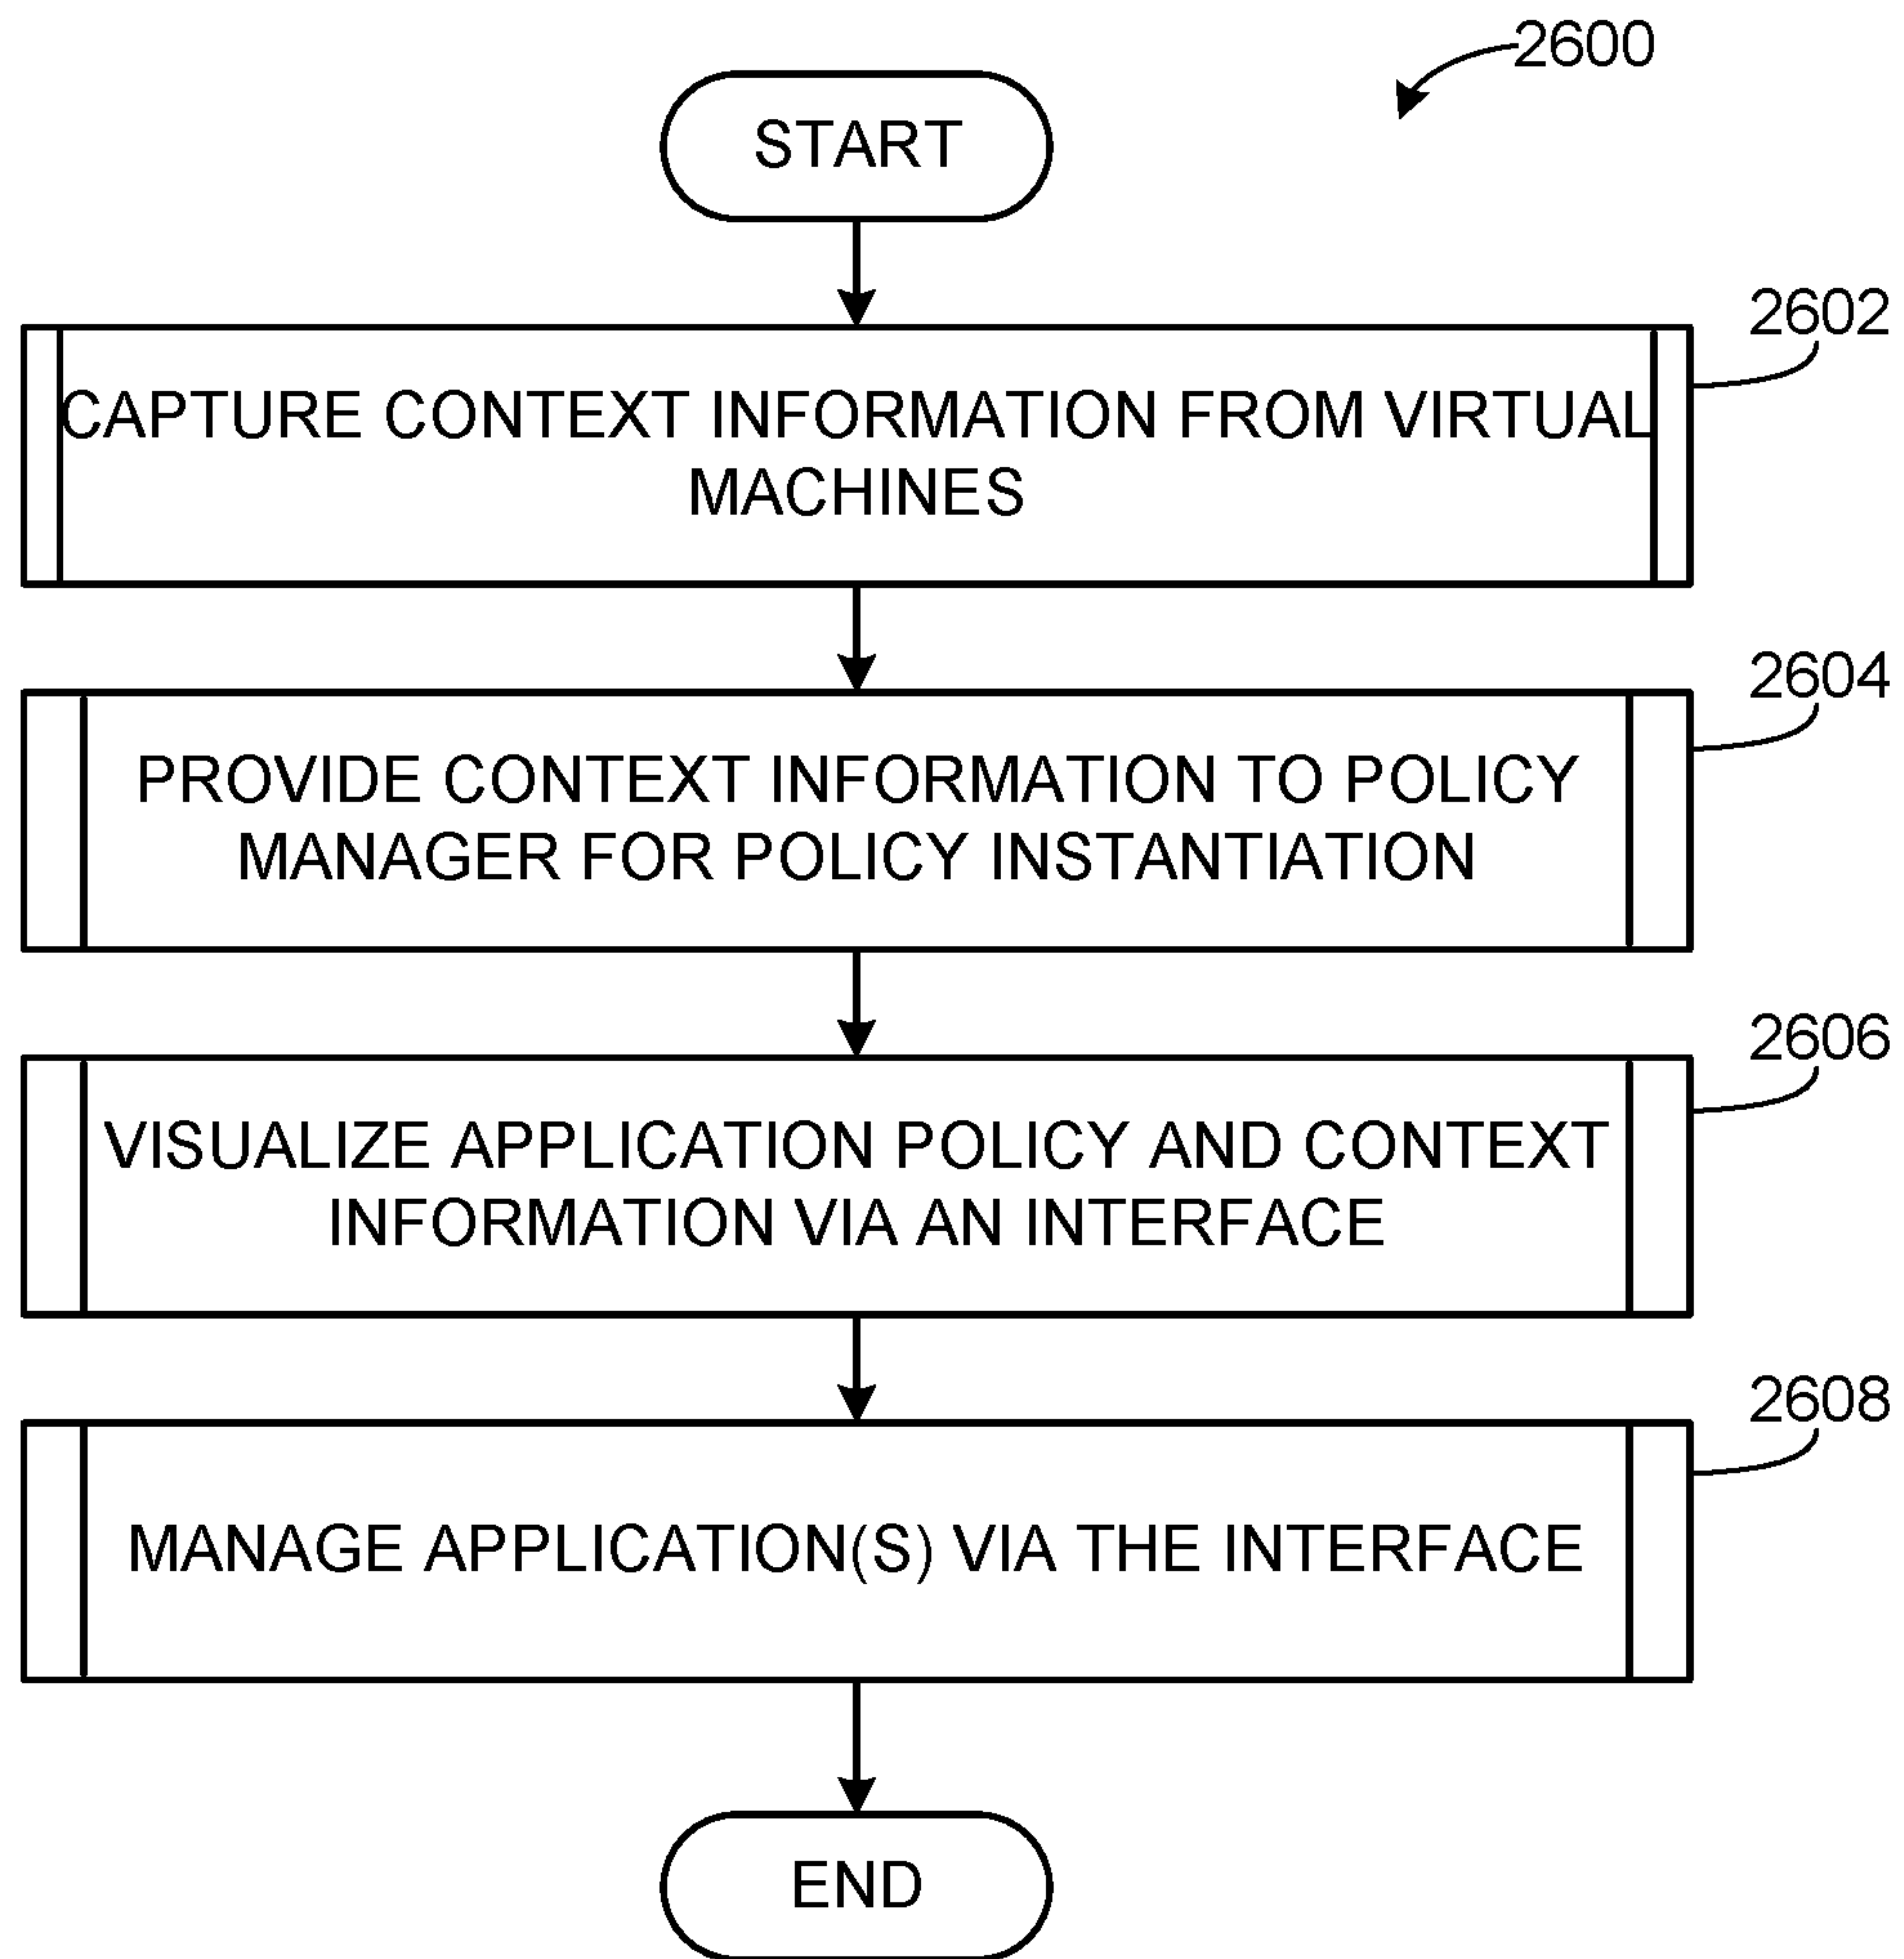 2600
START
2602
CAPTURE CONTEXT INFORMATION FROM VIRTUAL
MACHINES
2604
PROVIDE CONTEXT INFORMATION TO POLICY
MANAGER FOR POLICY INSTANTIATION
2606
VISUALIZE APPLICATION POLICY AND CONTEXT
INFORMATION VIA AN INTERFACE
2608
MANAGE APPLICATION(S) VIA THE INTERFACE
END